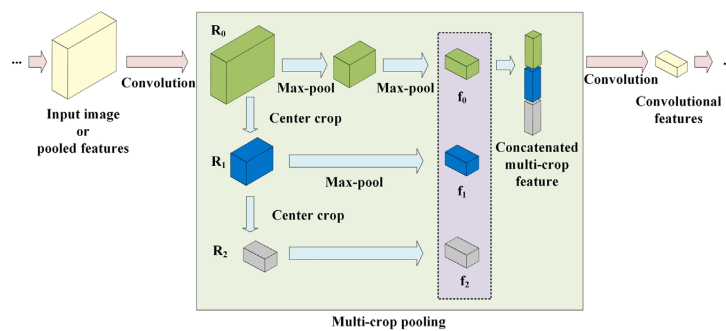 R0
...
Convolution
Max-pool
Max-pool
f0
Convolution
...
Input image
or
pooled features
Center crop
Concatenated
multi-crop
feature
Convolutional
features
R1
Max-pool
f1
Center crop
R2
f2
Multi-crop pooling